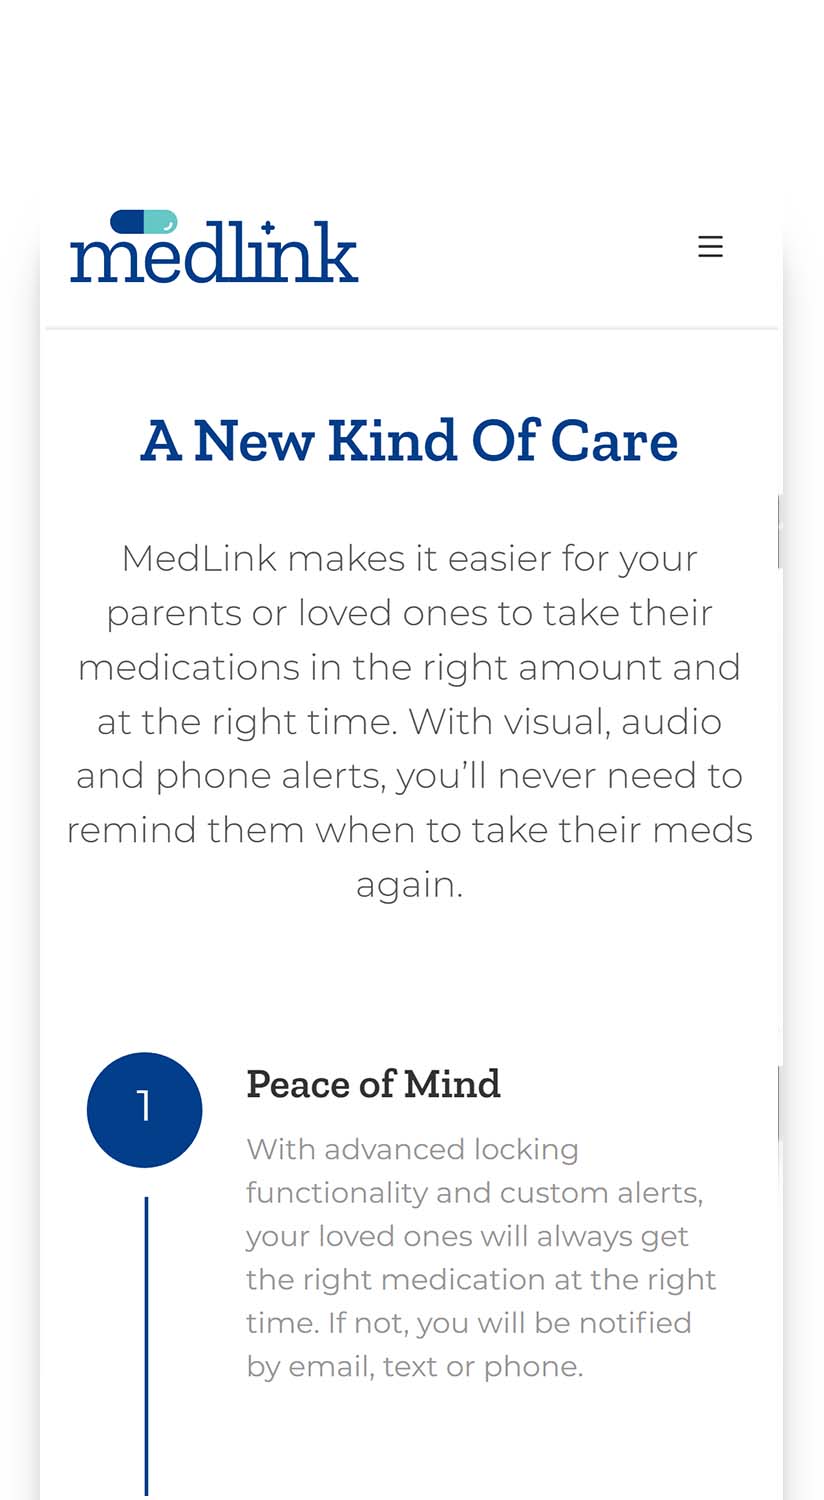 medlink
A New Kind Of Care
MedLink makes it easier for your
parents or loved ones to take their
medications in the right amount and
at the right time. With visual, audio
and phone alerts, you’ll never need to
remind them when to take their meds
again.
1
Peace of Mind
With advanced locking
functionality and custom alerts,
your loved ones will always get
the right medication at the right
time. If not, you will be notified
by email, text or phone.